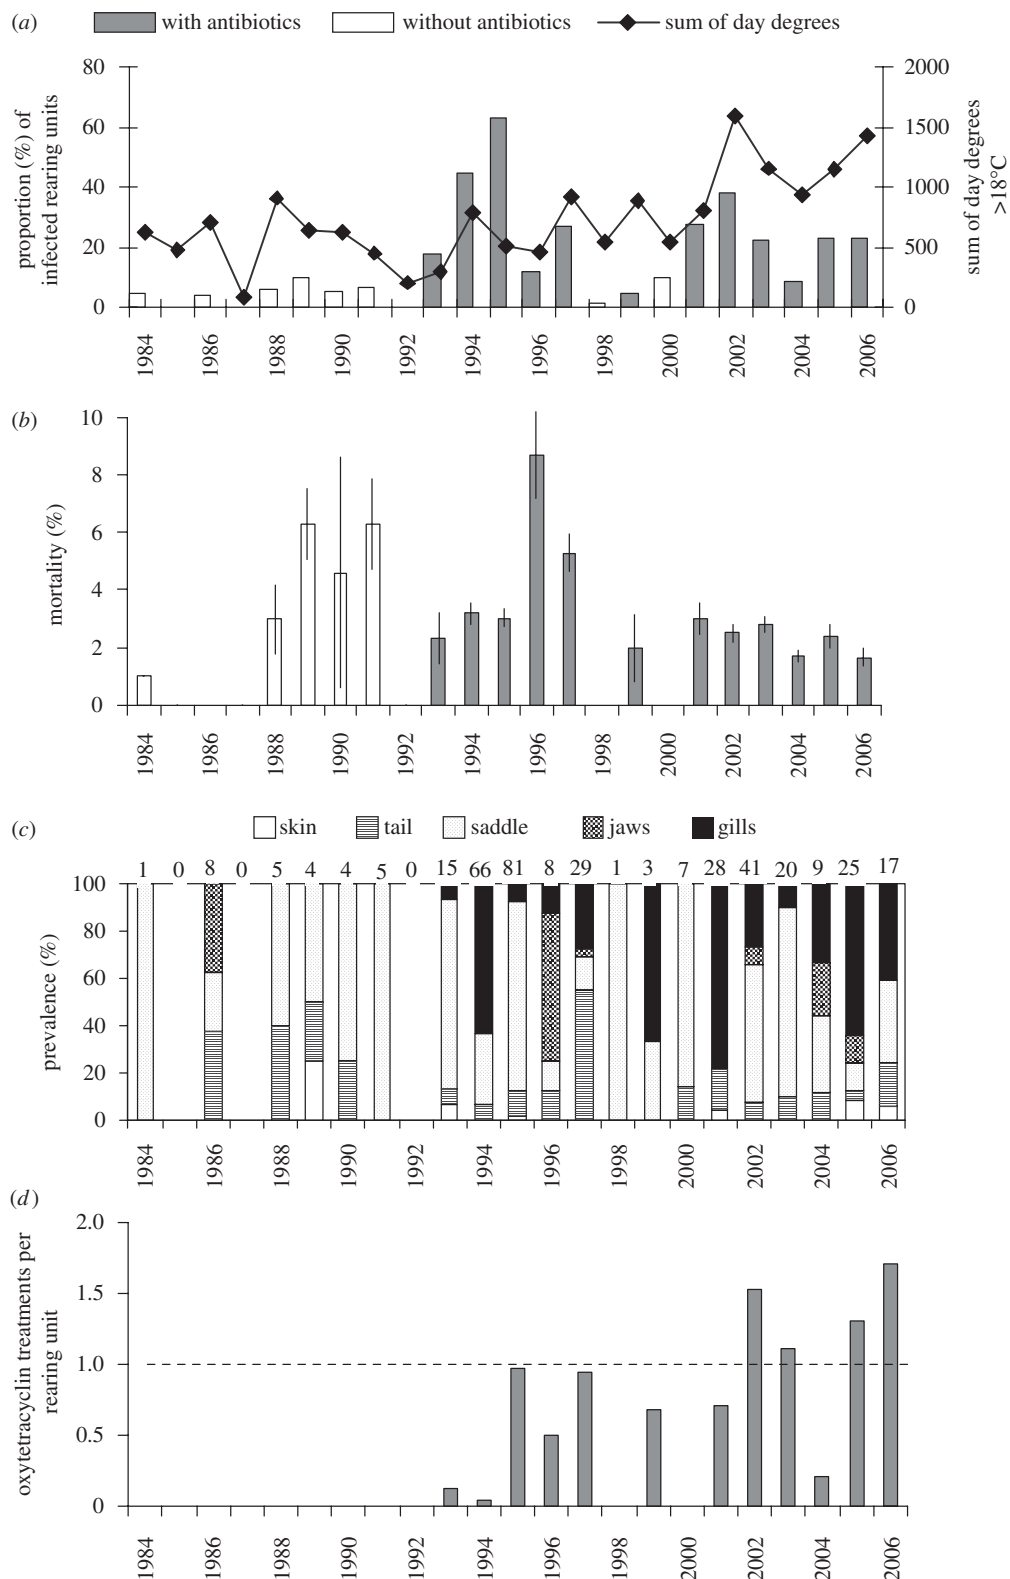 (a) with antibiotics without antibiotics sum of day degrees
80 2000
60 1500
40 1000
20 500
0 0
proportion (%) of
infected rearing units
sum of day degrees
>18°C
1984 1986 1988 1990 1992 1994 1996 1998 2000 2002 2004 2006
(b)
10
8
6
4
2
0
mortality (%)
1984 1986 1988 1990 1992 1994 1996 1998 2000 2002 2004 2006
(c) skin tail saddle jaws gills
1 0 8 0 5 4 4 5 0 15 66 81 8 29 1 3 7 28 41 20 9 25 17
100
80
60
40
20
0
prevalence (%)
1984 1986 1988 1990 1992 1994 1996 1998 2000 2002 2004 2006
(d)
2.0
1.5
1.0
0.5
0
oxytetracyclin treatments per
rearing unit
1984 1986 1988 1990 1992 1994 1996 1998 2000 2002 2004 2006